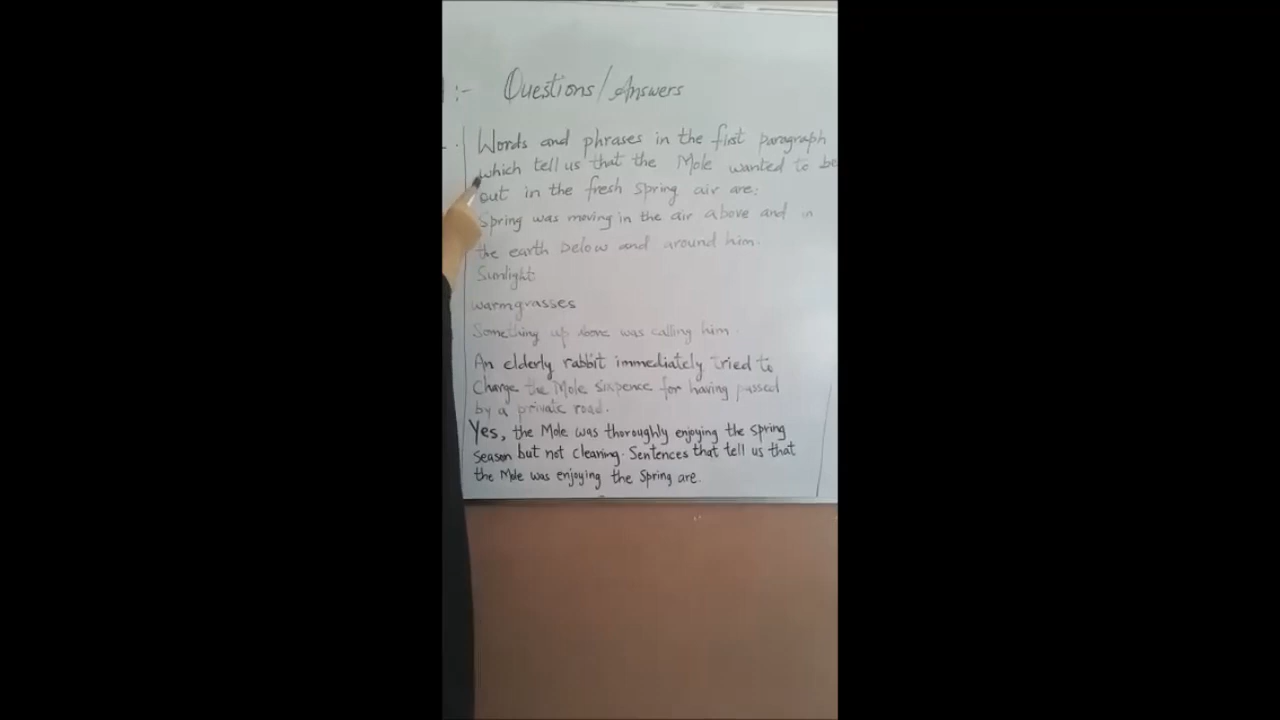 :- Questions/Answers
Words and phrases in the first paragraph
which tell us that the Mole wanted to be
out in the fresh spring air are:
Spring was moving in the air above and in
the earth below and around him.
Sunlight
warmgrasses
Something up above was calling him.
An elderly rabbit immediately tried to
Charge the Mole sixpence for having passed
by a private road.
Yes, the Mole was thoroughly enjoying the spring
season but not cleaning. Sentences that tell us that
the Mole was enjoying the Spring are.